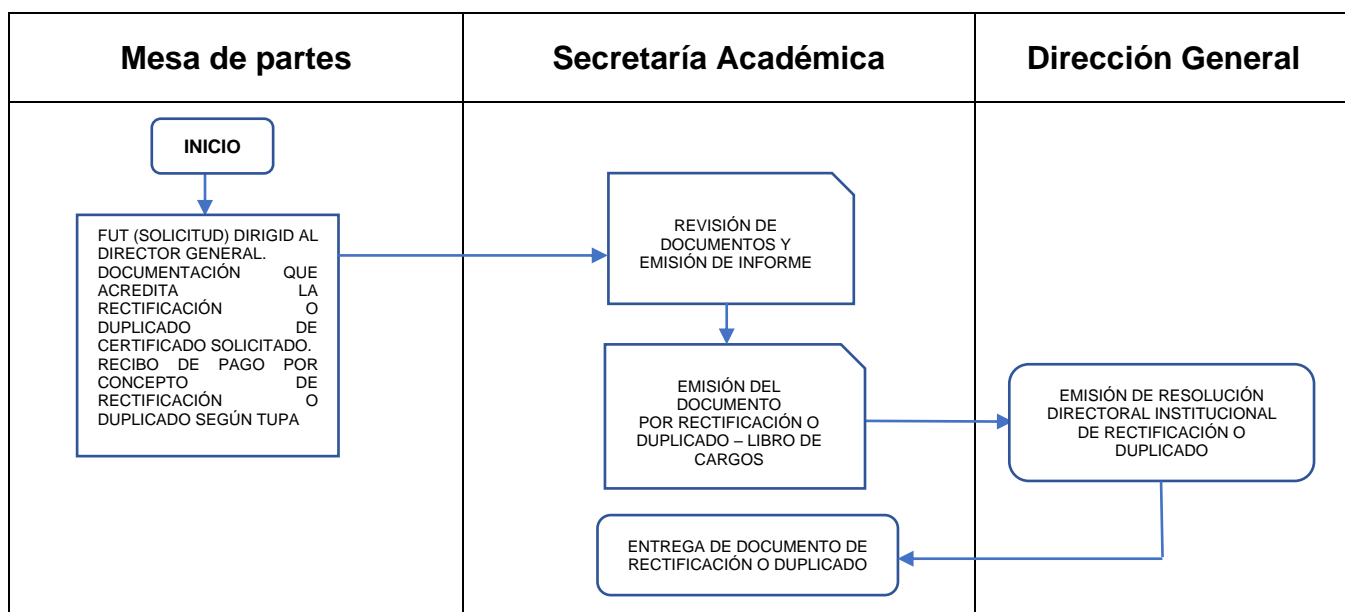 Mesa de partes
Secretaría Académica
Dirección General
INICIO
FUT (SOLICITUD) DIRIGID AL
DIRECTOR GENERAL.
DOCUMENTACIÓN QUE
ACREDITA LA
RECTIFICACIÓN O
DUPLICADO DE
CERTIFICADO SOLICITADO.
RECIBO DE PAGO POR
CONCEPTO DE
RECTIFICACIÓN O
DUPLICADO SEGÚN TUPA
REVISIÓN DE
DOCUMENTOS Y
EMISIÓN DE INFORME
EMISIÓN DEL
DOCUMENTO
POR RECTIFICACIÓN O
DUPLICADO – LIBRO DE
CARGOS
EMISIÓN DE RESOLUCIÓN
DIRECTORAL INSTITUCIONAL
DE RECTIFICACIÓN O
DUPLICADO
ENTREGA DE DOCUMENTO DE
RECTIFICACIÓN O DUPLICADO